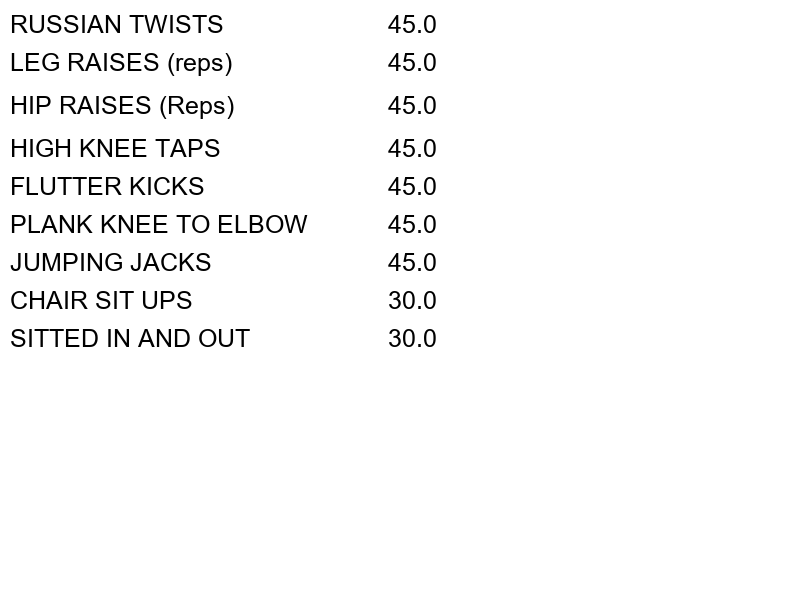 RUSSIAN TWISTS 45.0
LEG RAISES (reps) 45.0
HIP RAISES (Reps) 45.0
HIGH KNEE TAPS 45.0
FLUTTER KICKS 45.0
PLANK KNEE TO ELBOW 45.0
JUMPING JACKS 45.0
CHAIR SIT UPS 30.0
SITTED IN AND OUT 30.0